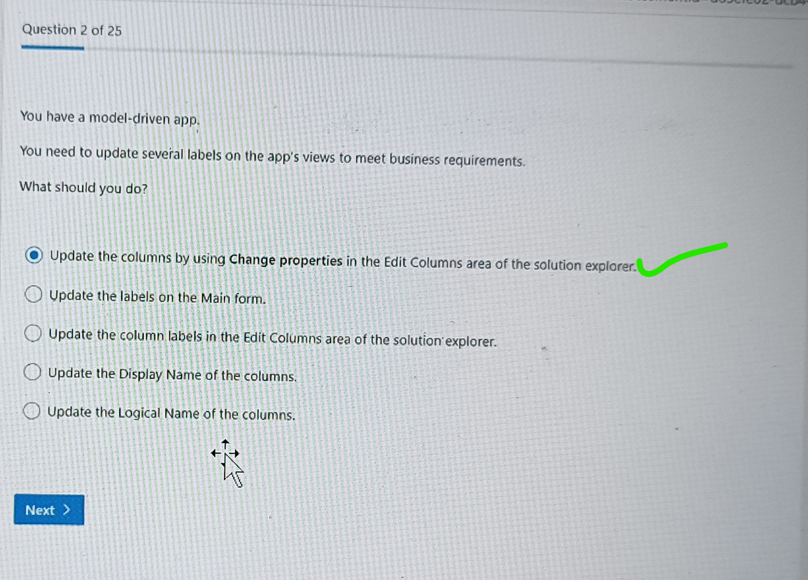 Question 2 of 25
You have a model-driven app.
You need to update several labels on the app's views to meet business requirements.
What should you do?
Update the columns by using Change properties in the Edit Columns area of the solution explorer.
Update the labels on the Main form.
Update the column labels in the Edit Columns area of the solution explorer.
Update the Display Name of the columns.
Update the Logical Name of the columns.
Next >